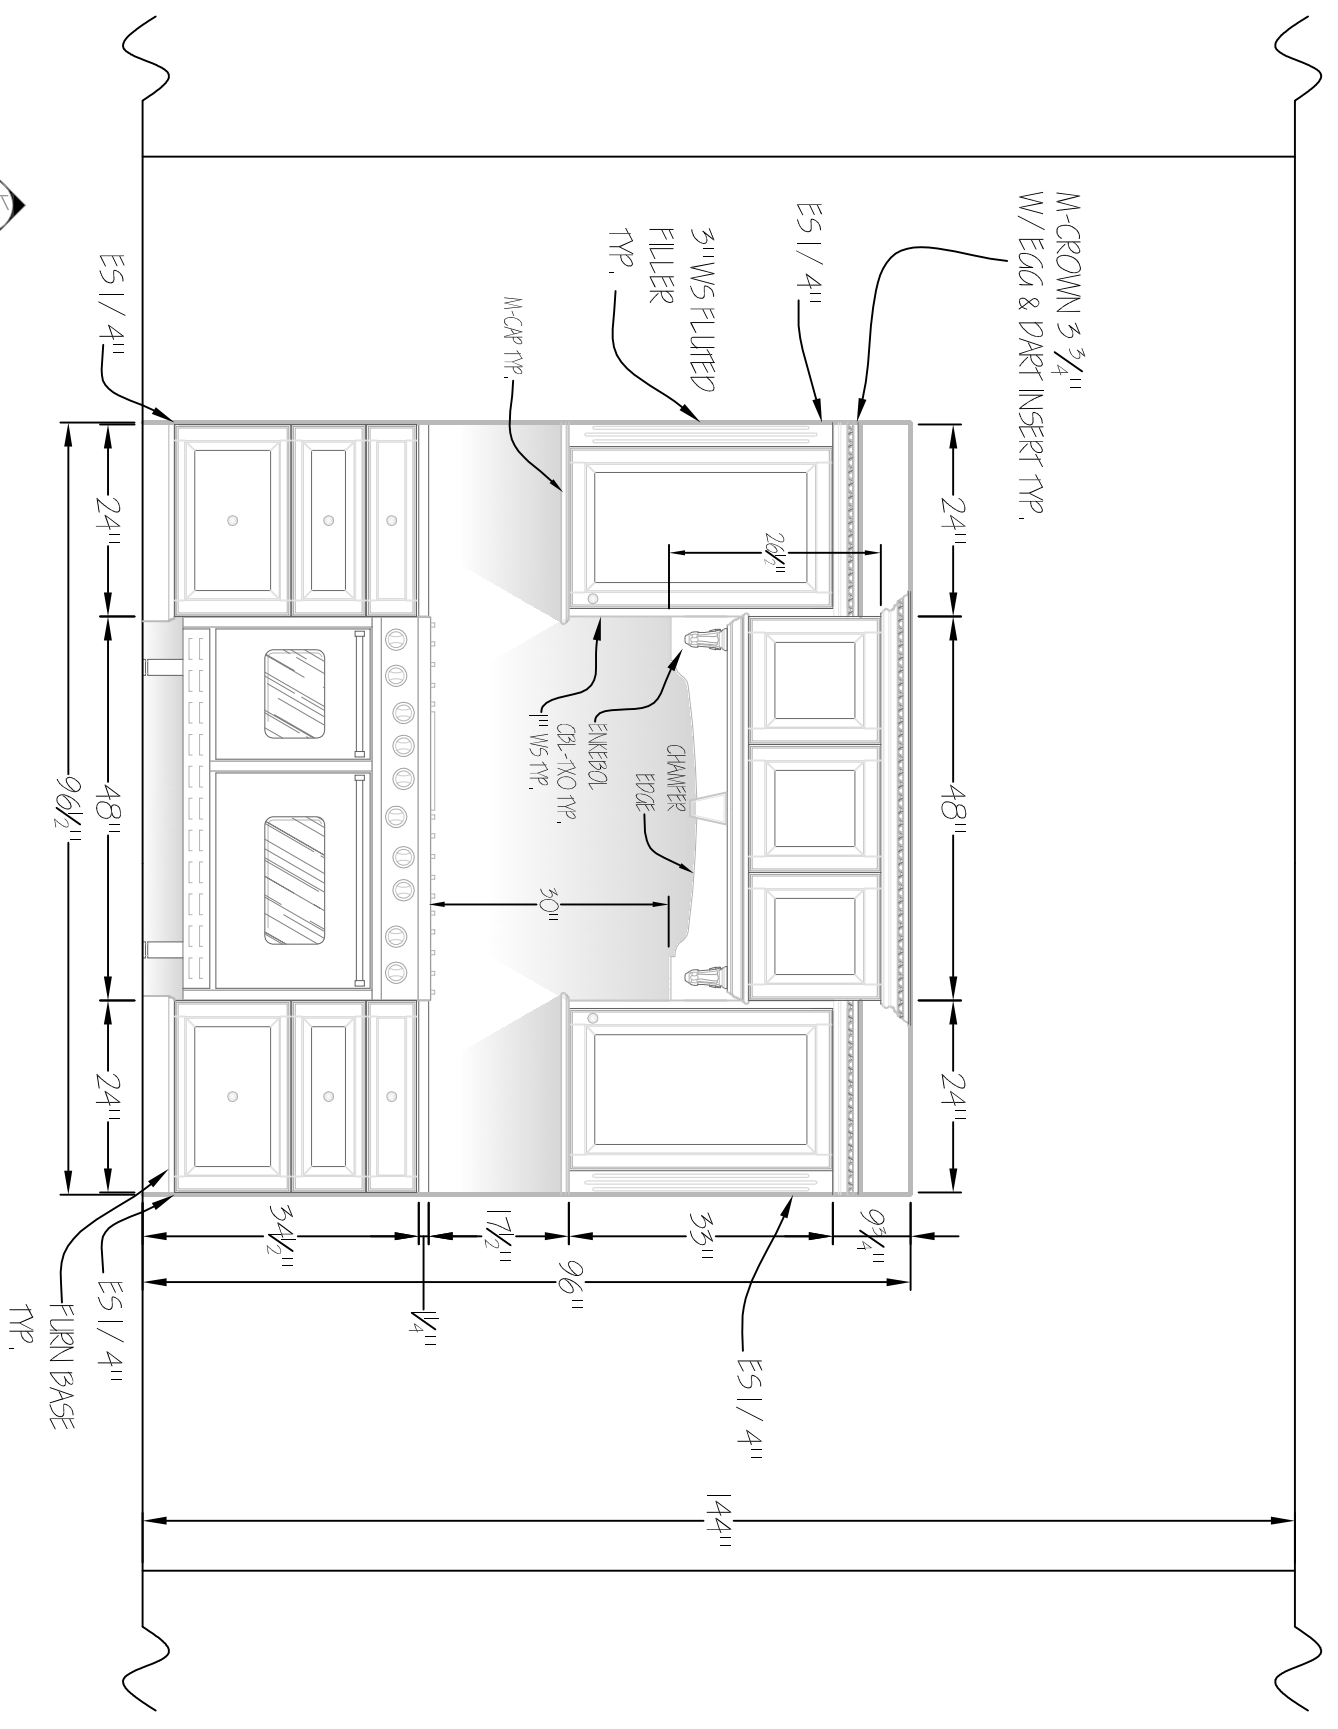 M-CROWN 3 3/4"
W/ EGG & DART INSERT TYP.
ES 1/4"
3" WS FLUTED
FILLER
TYP.
M-CAP TYP.
ES 1/4"
24"
48"
24"
26 1/2"
CHAMFER
EDGE
ENKEBOL
CBL-TX0 TYP.
1" WS TYP.
30"
24"
48"
24"
96 1/2"
9 3/4"
33"
17 1/2"
1 1/4"
34 1/2"
96"
144"
ES 1/4"
ES 1/4"
FURN BASE
TYP.